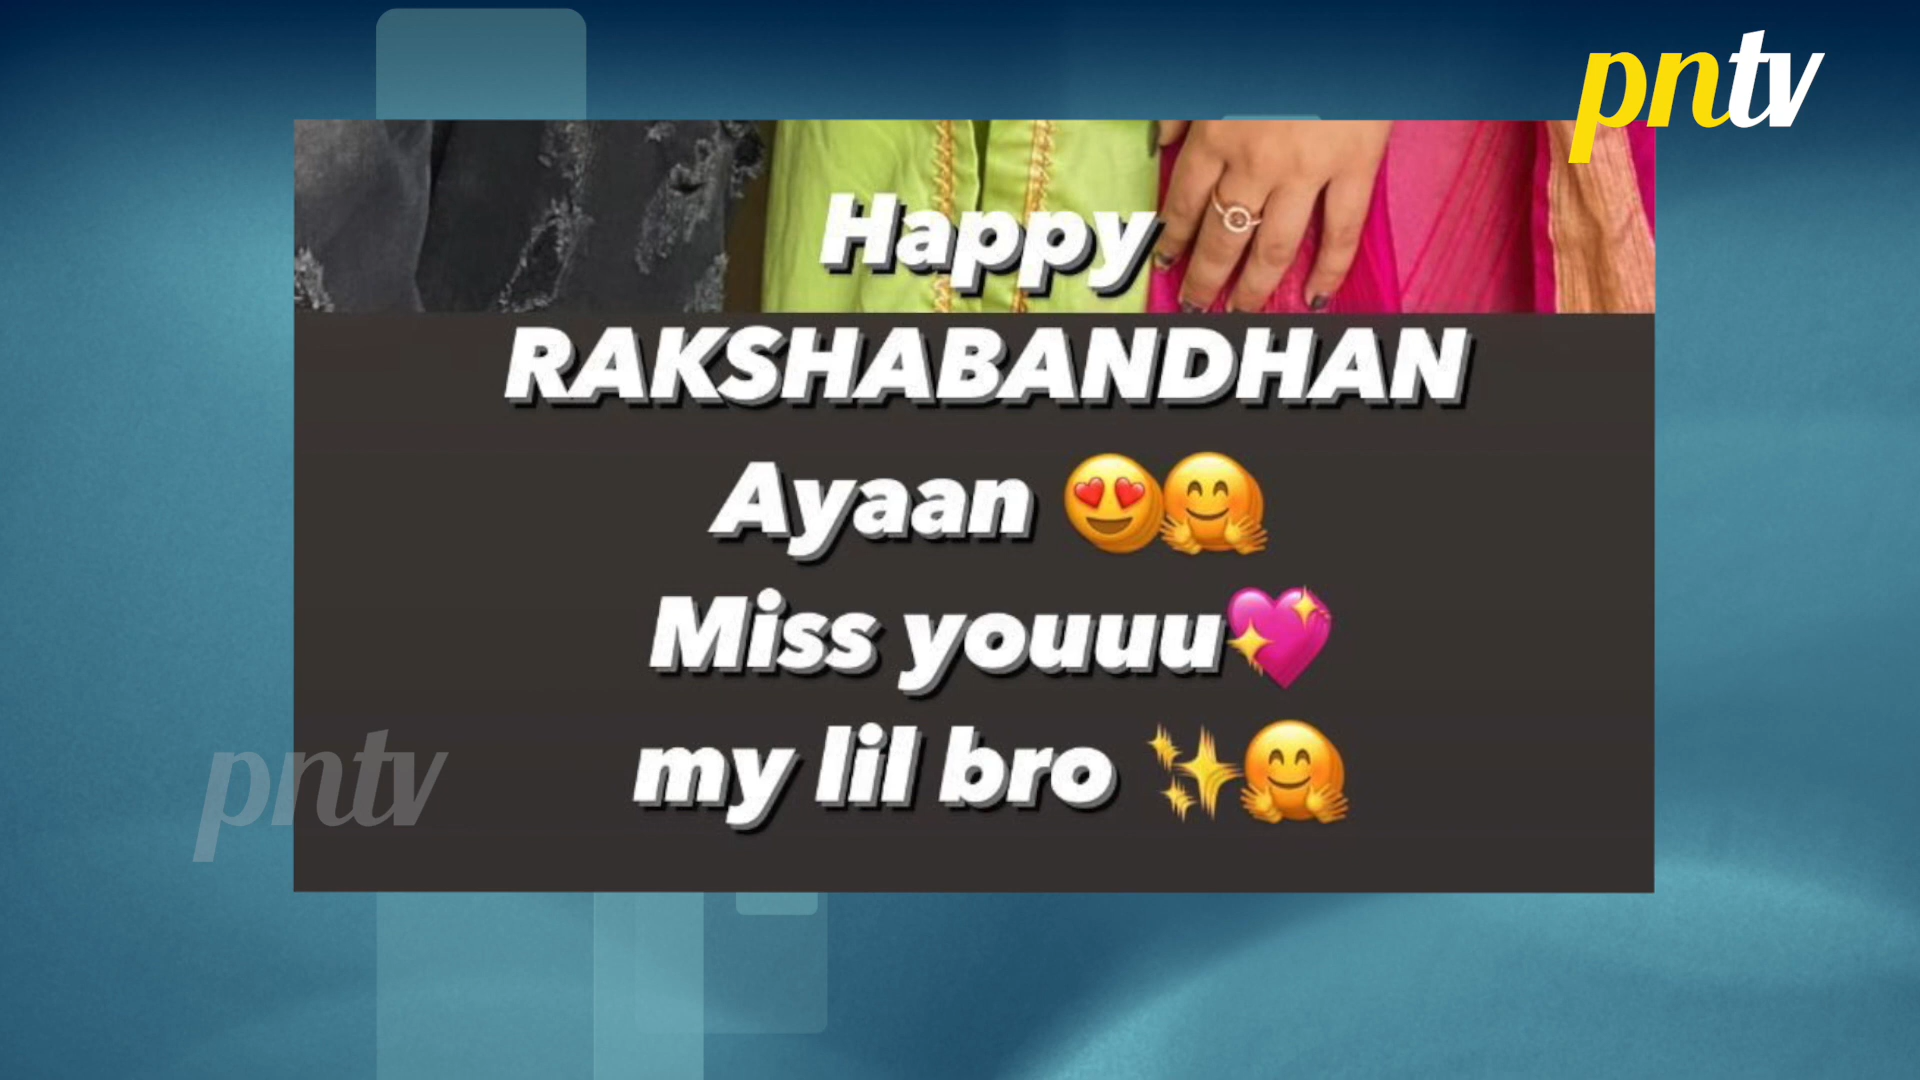 pntv
Happy
RAKSHABANDHAN
Ayaan 😍🤗
Miss youuu💖
my lil bro ✨🤗
pntv